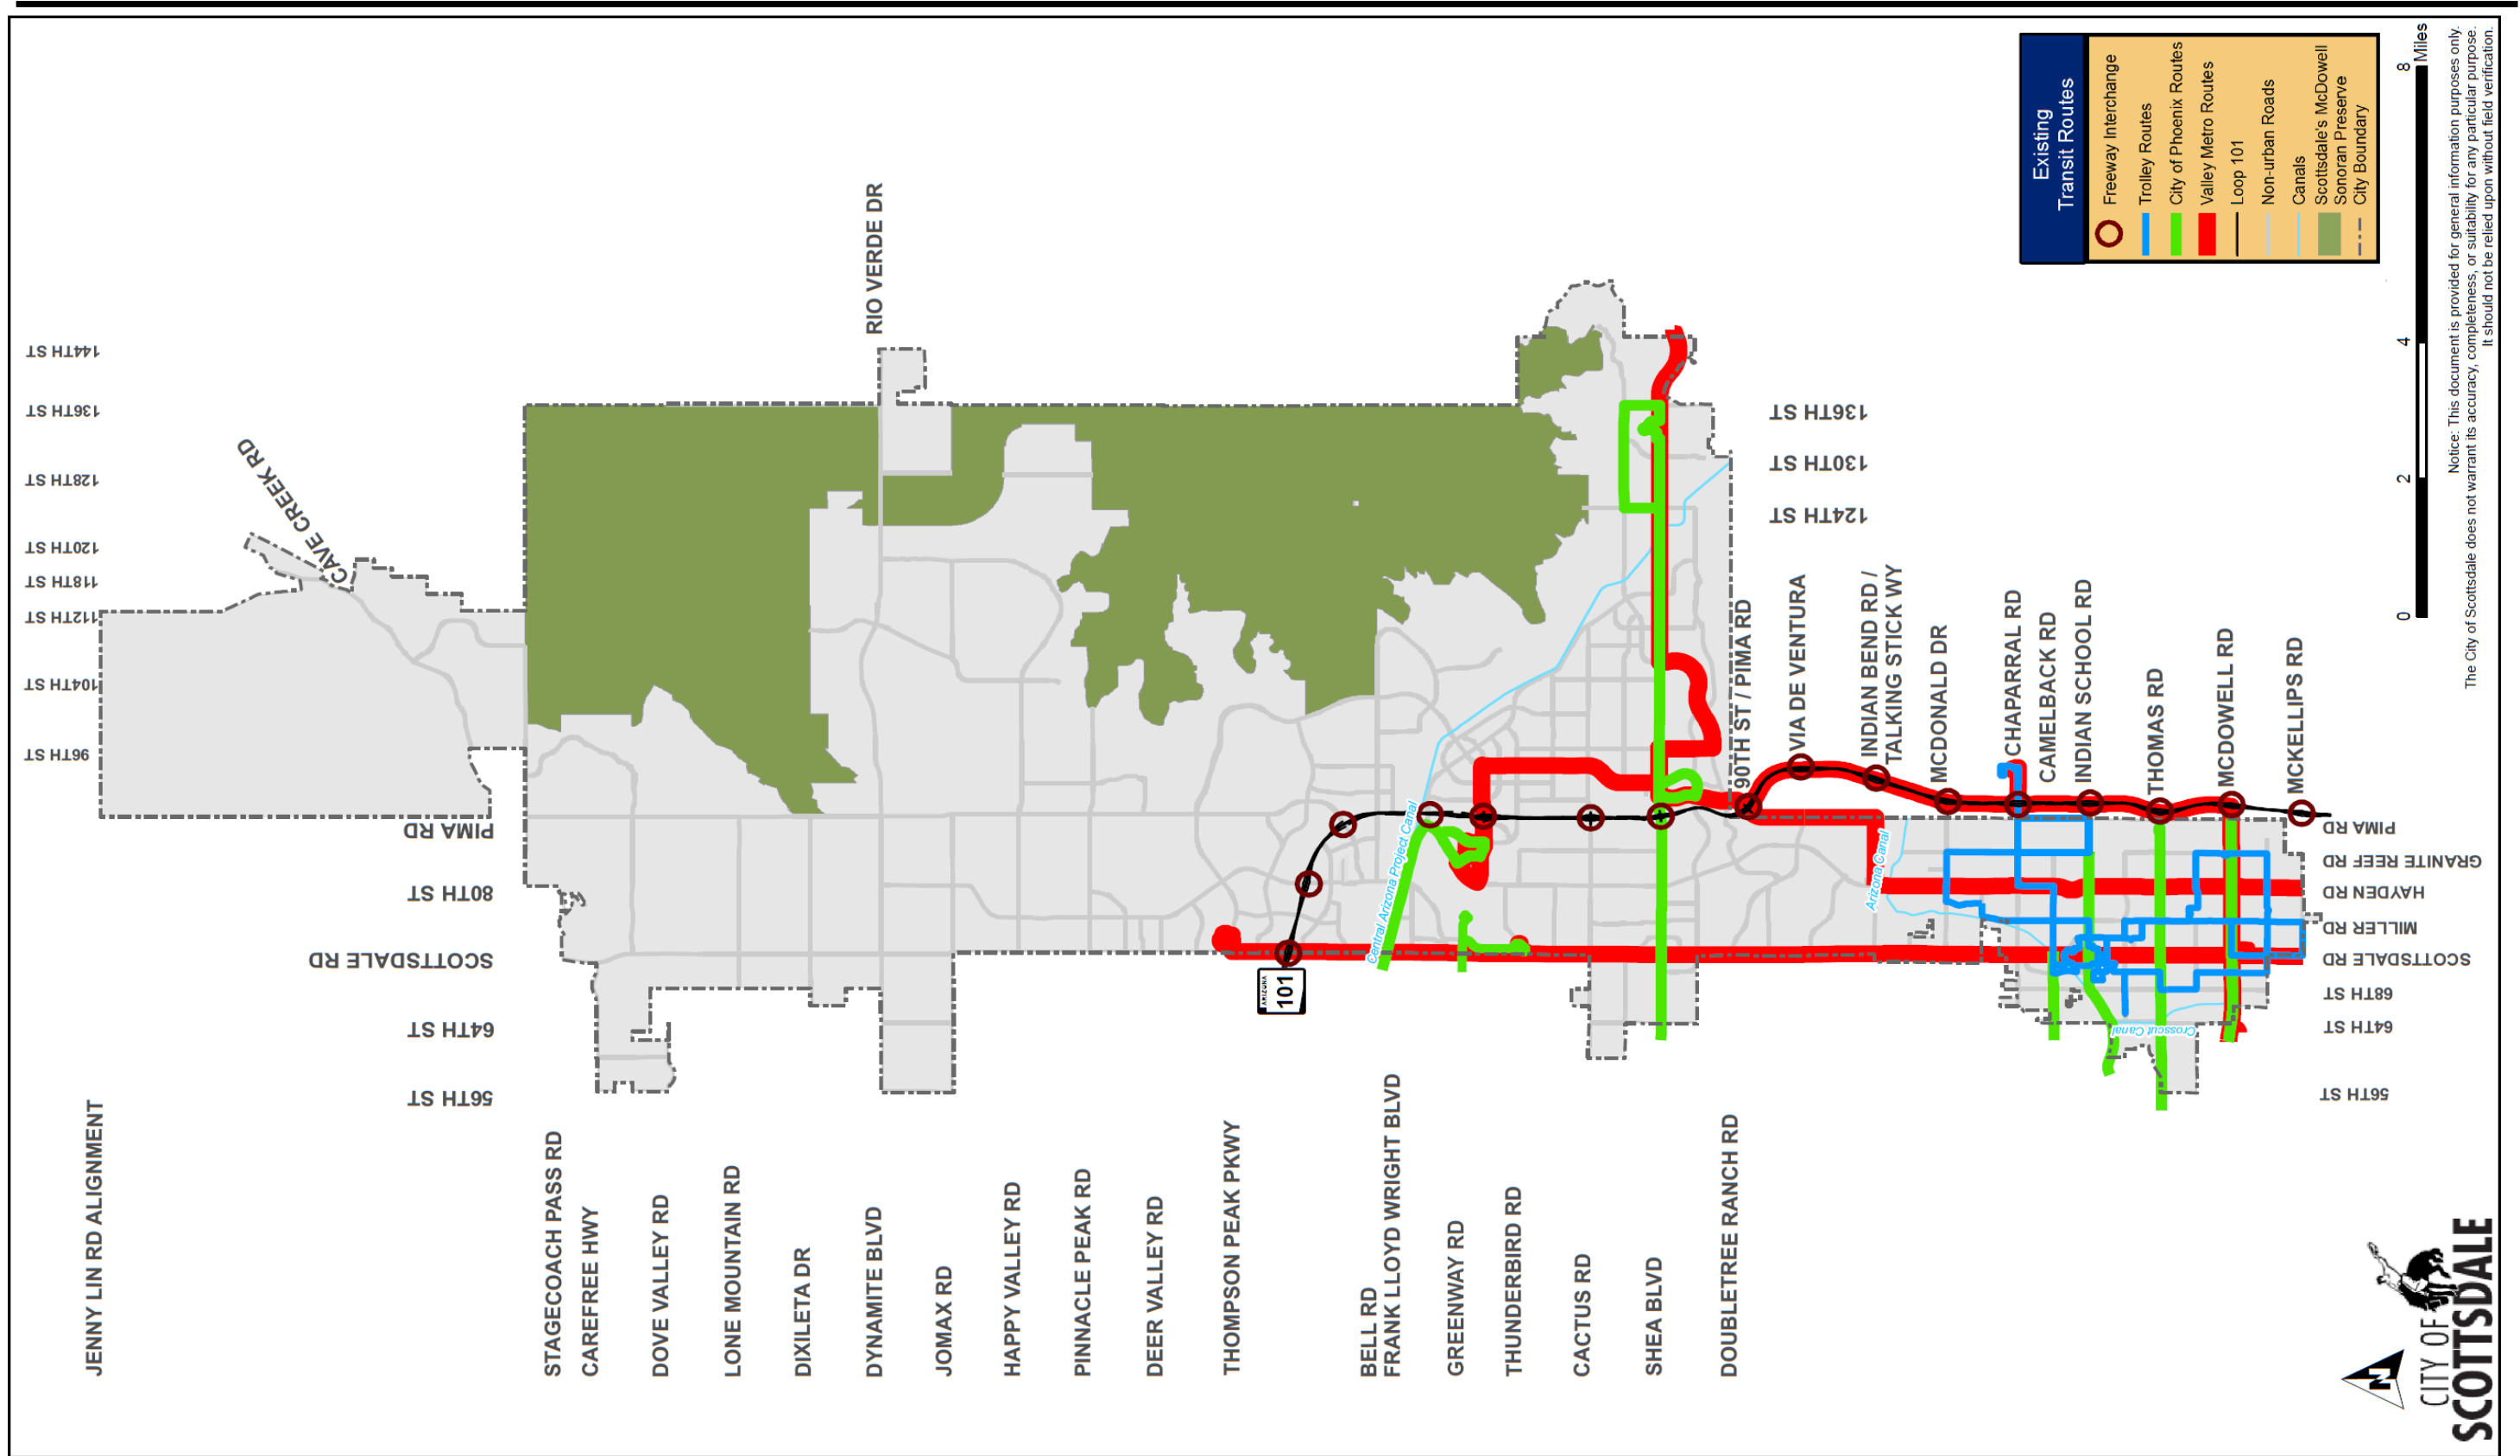 JENNY LIN RD ALIGNMENT
STAGECOACH PASS RD
CAREFREE HWY
DOVE VALLEY RD
LONE MOUNTAIN RD
DIXILETA DR
DYNAMITE BLVD
JOMAX RD
HAPPY VALLEY RD
PINNACLE PEAK RD
DEER VALLEY RD
THOMPSON PEAK PKWY
BELL RD
FRANK LLOYD WRIGHT BLVD
GREENWAY RD
THUNDERBIRD RD
CACTUS RD
SHEA BLVD
DOUBLETREE RANCH RD
144TH ST
136TH ST
128TH ST
120TH ST
118TH ST
112TH ST
104TH ST
96TH ST
CAVE CREEK RD
PIMA RD
80TH ST
SCOTTSDALE RD
64TH ST
56TH ST
RIO VERDE DR
136TH ST
130TH ST
124TH ST
90TH ST / PIMA RD
VIA DE VENTURA
INDIAN BEND RD /
TALKING STICK WY
MCDONALD DR
CHAPARRAL RD
CAMELBACK RD
INDIAN SCHOOL RD
THOMAS RD
MCDOWELL RD
MCKELLIPS RD
PIMA RD
GRANITE REEF RD
HAYDEN RD
MILLER RD
SCOTTSDALE RD
68TH ST
64TH ST
56TH ST
Central Arizona Project Canal
Arizona Canal
Crosscut Canal
ARIZONA
101
Existing
Transit Routes
Freeway Interchange
Trolley Routes
City of Phoenix Routes
Valley Metro Routes
Loop 101
Non-urban Roads
Canals
Scottsdale's McDowell
Sonoran Preserve
City Boundary
0 2 4 8
Miles
Notice: This document is provided for general information purposes only.
The City of Scottsdale does not warrant its accuracy, completeness, or suitability for any particular purpose.
It should not be relied upon without field verification.
N
CITY OF
SCOTTSDALE